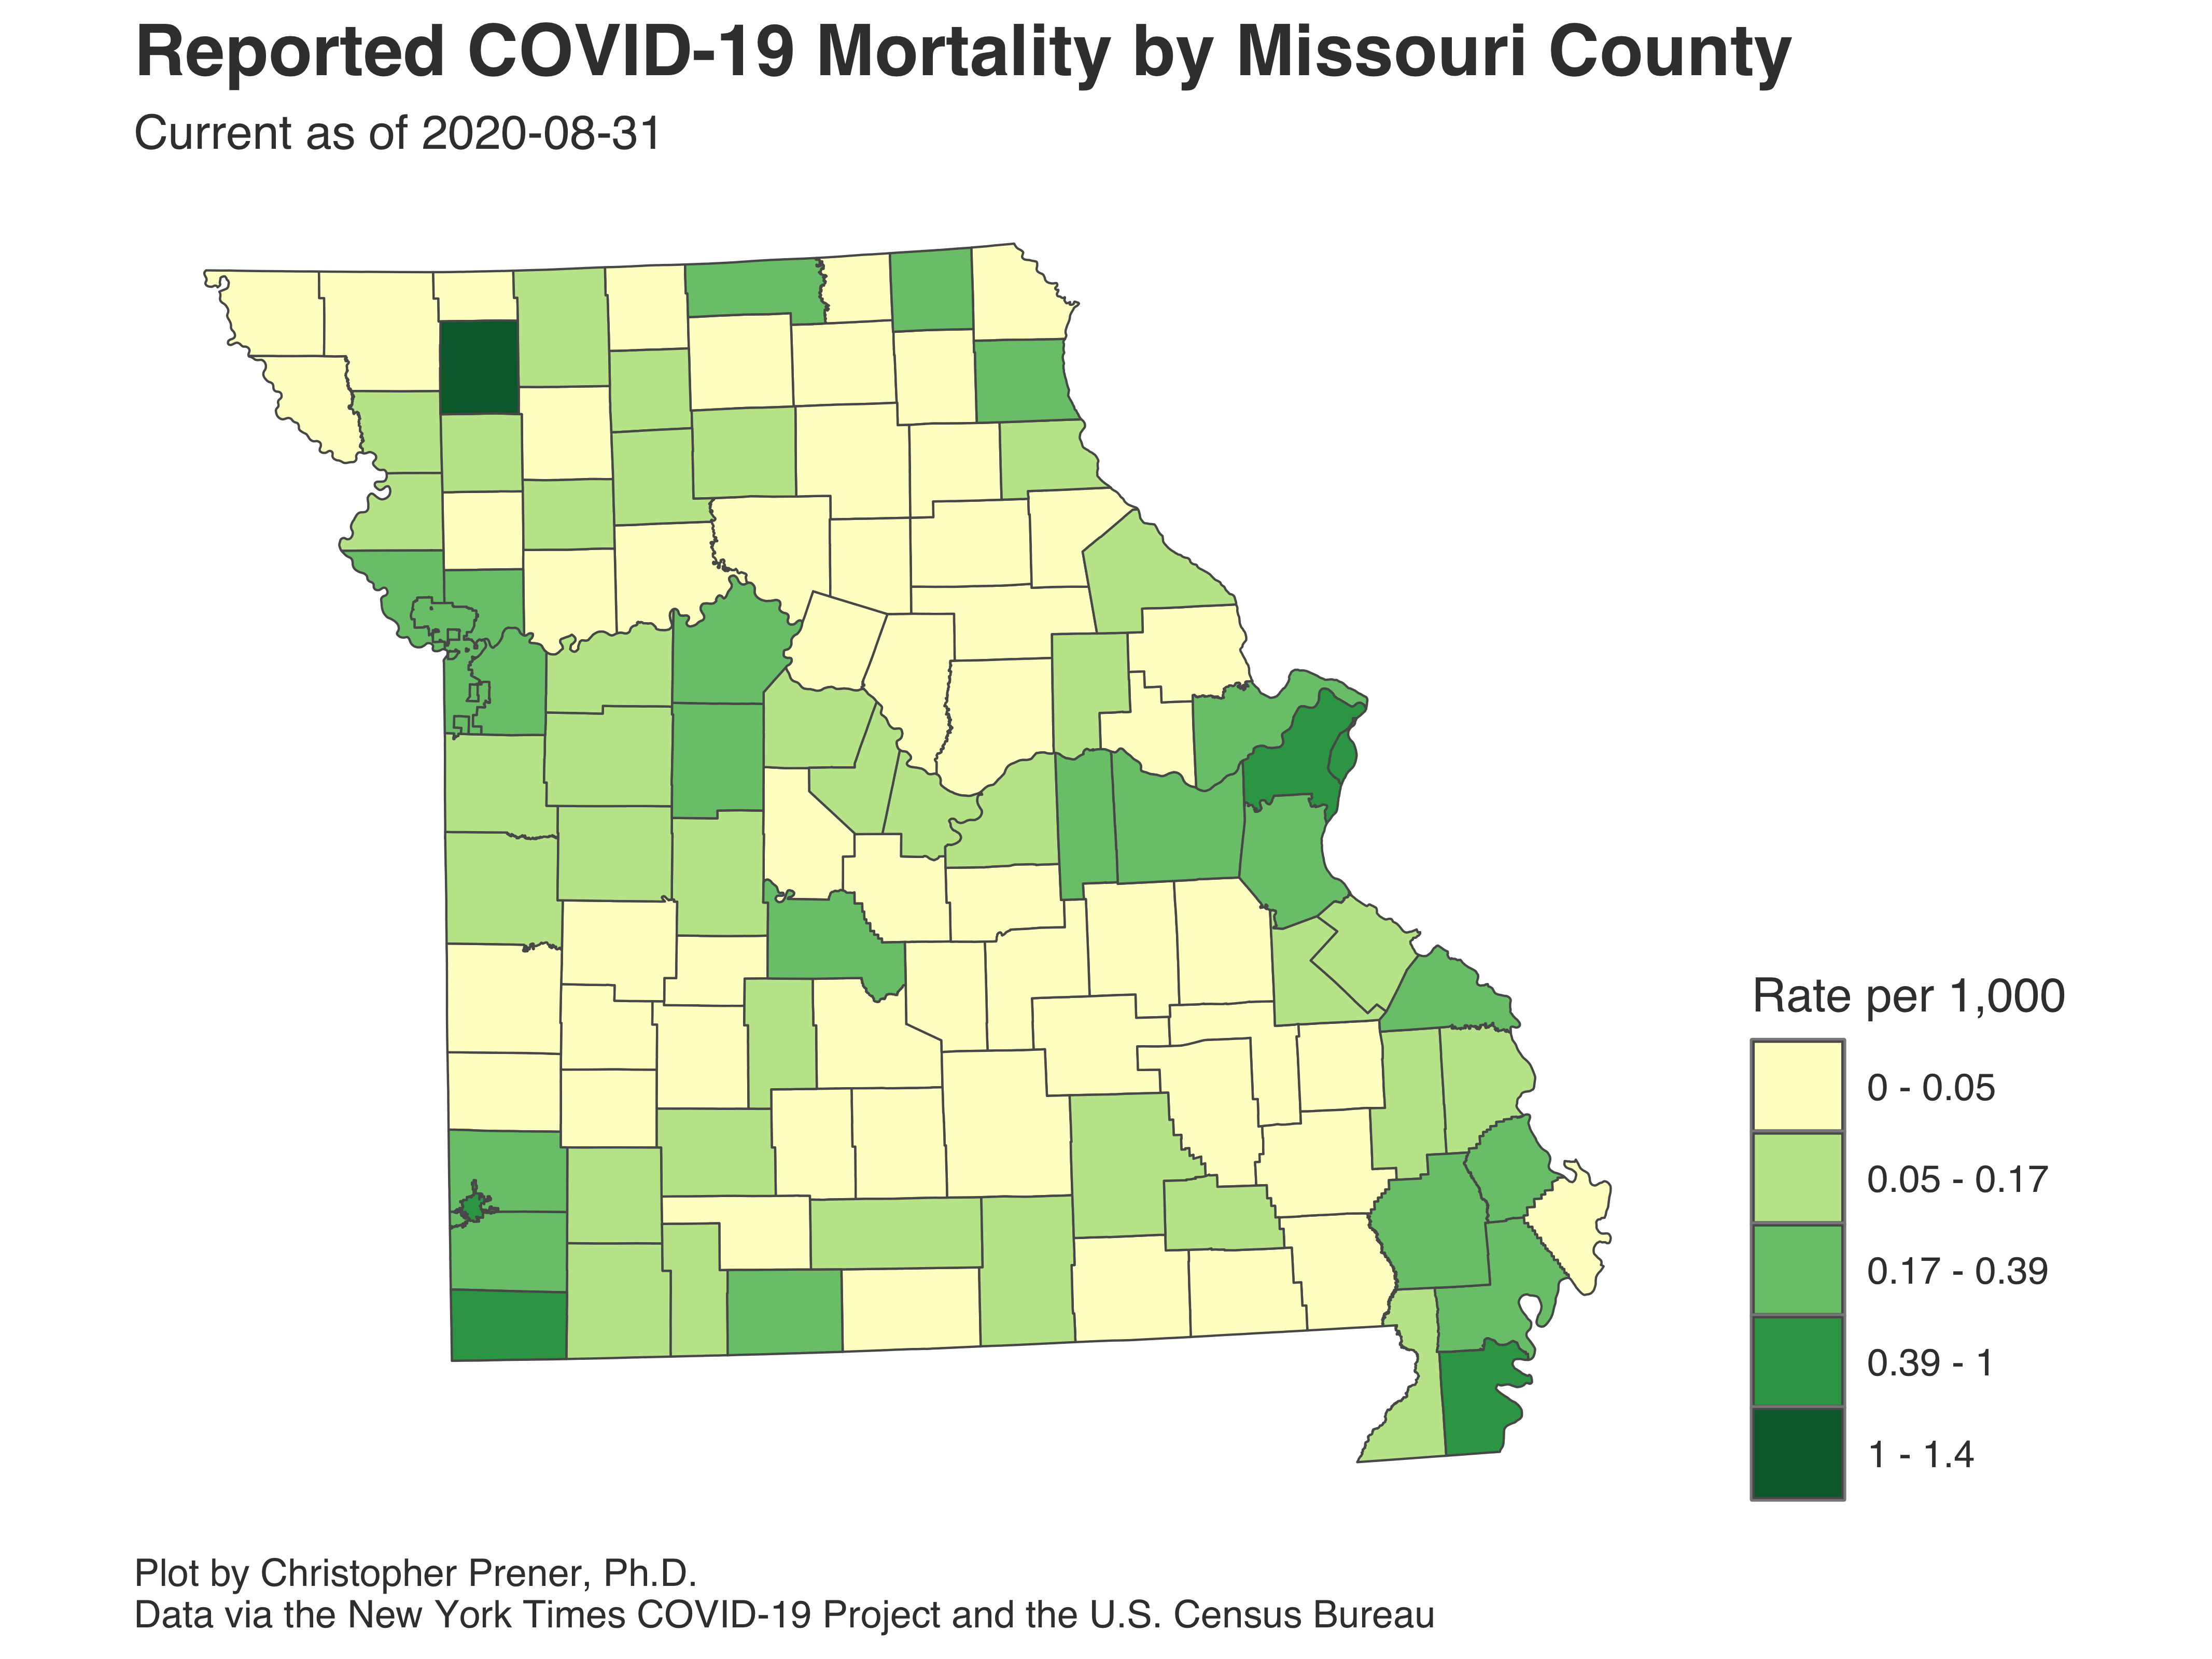 Reported COVID-19 Mortality by Missouri County
Current as of 2020-08-31
Rate per 1,000
0 - 0.05
0.05 - 0.17
0.17 - 0.39
0.39 - 1
1 - 1.4
Plot by Christopher Prener, Ph.D.
Data via the New York Times COVID-19 Project and the U.S. Census Bureau